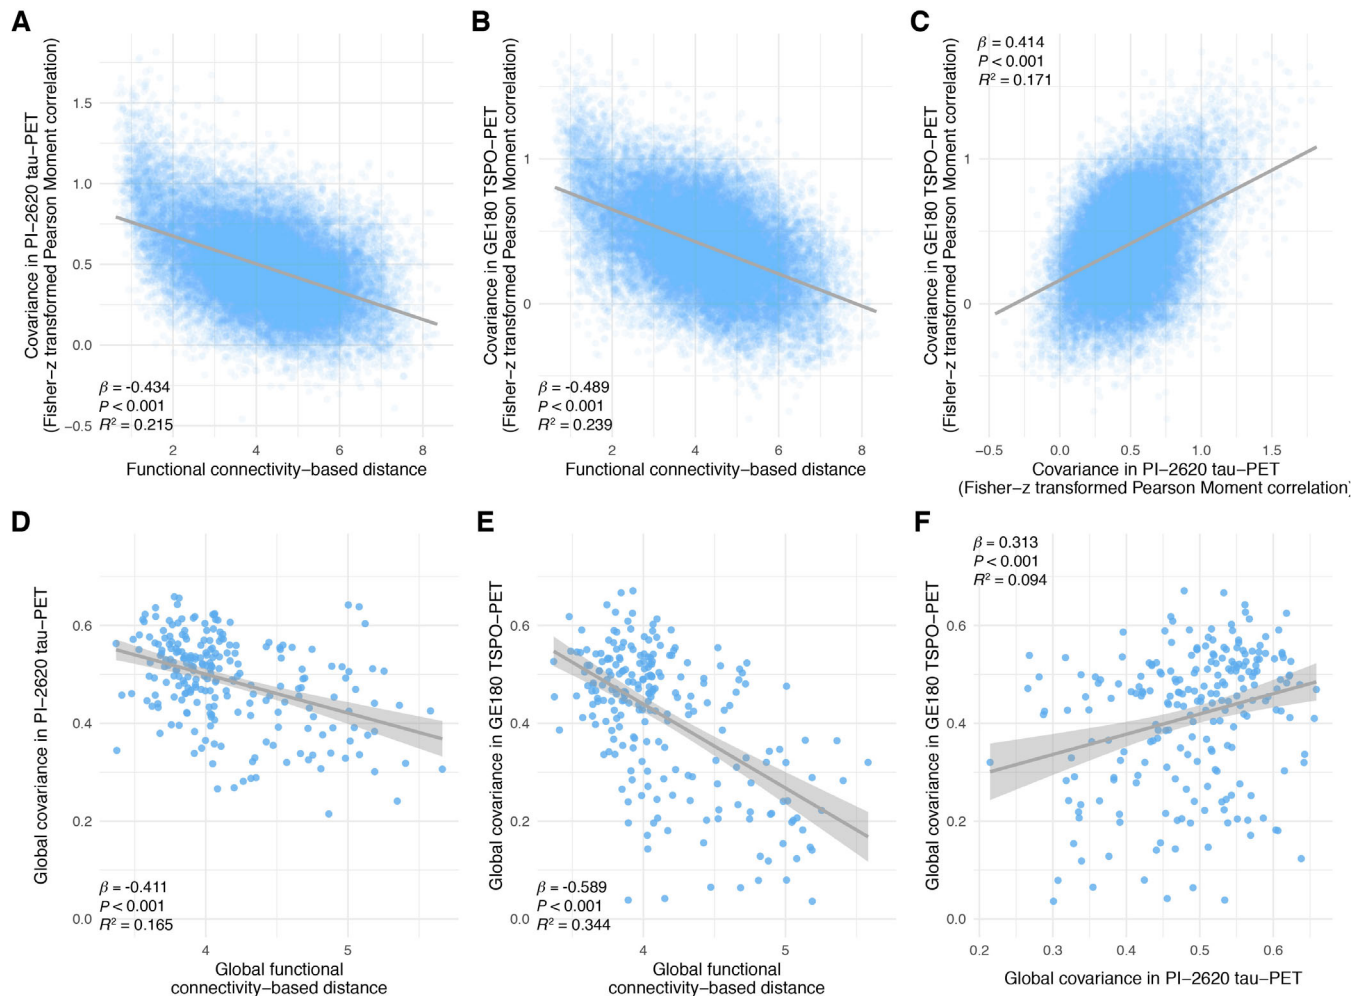 A
Covariance in PI−2620 tau−PET
(Fisher−z transformed Pearson Moment correlation)
1.5
1.0
0.5
0.0
−0.5
β = -0.434
P < 0.001
R² = 0.215
2 4 6 8
Functional connectivity−based distance
B
Covariance in GE180 TSPO−PET
(Fisher−z transformed Pearson Moment correlation)
1
0
β = -0.489
P < 0.001
R² = 0.239
2 4 6 8
Functional connectivity−based distance
C
Covariance in GE180 TSPO−PET
(Fisher−z transformed Pearson Moment correlation)
β = 0.414
P < 0.001
R² = 0.171
1
0
−0.5 0.0 0.5 1.0 1.5
Covariance in PI−2620 tau−PET
(Fisher−z transformed Pearson Moment correlation)
D
Global covariance in PI−2620 tau−PET
0.6
0.4
0.2
0.0
β = -0.411
P < 0.001
R² = 0.165
4 5
Global functional
connectivity−based distance
E
Global covariance in GE180 TSPO−PET
0.6
0.4
0.2
0.0
β = -0.589
P < 0.001
R² = 0.344
4 5
Global functional
connectivity−based distance
F
Global covariance in GE180 TSPO−PET
β = 0.313
P < 0.001
R² = 0.094
0.6
0.4
0.2
0.0
0.2 0.3 0.4 0.5 0.6
Global covariance in PI−2620 tau−PET